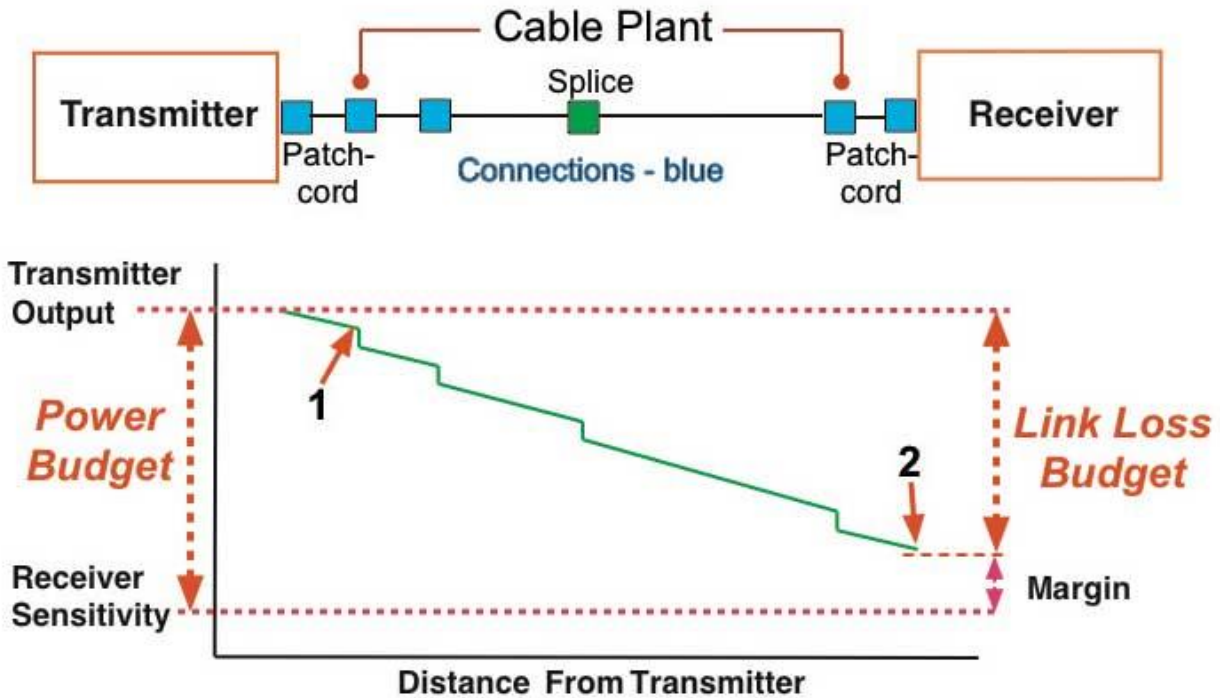 Cable Plant
Splice
Transmitter
Receiver
Patch-
cord
Connections - blue
Patch-
cord
Transmitter
Output
1
Power
Budget
2
Link Loss
Budget
Receiver
Sensitivity
Margin
Distance From Transmitter